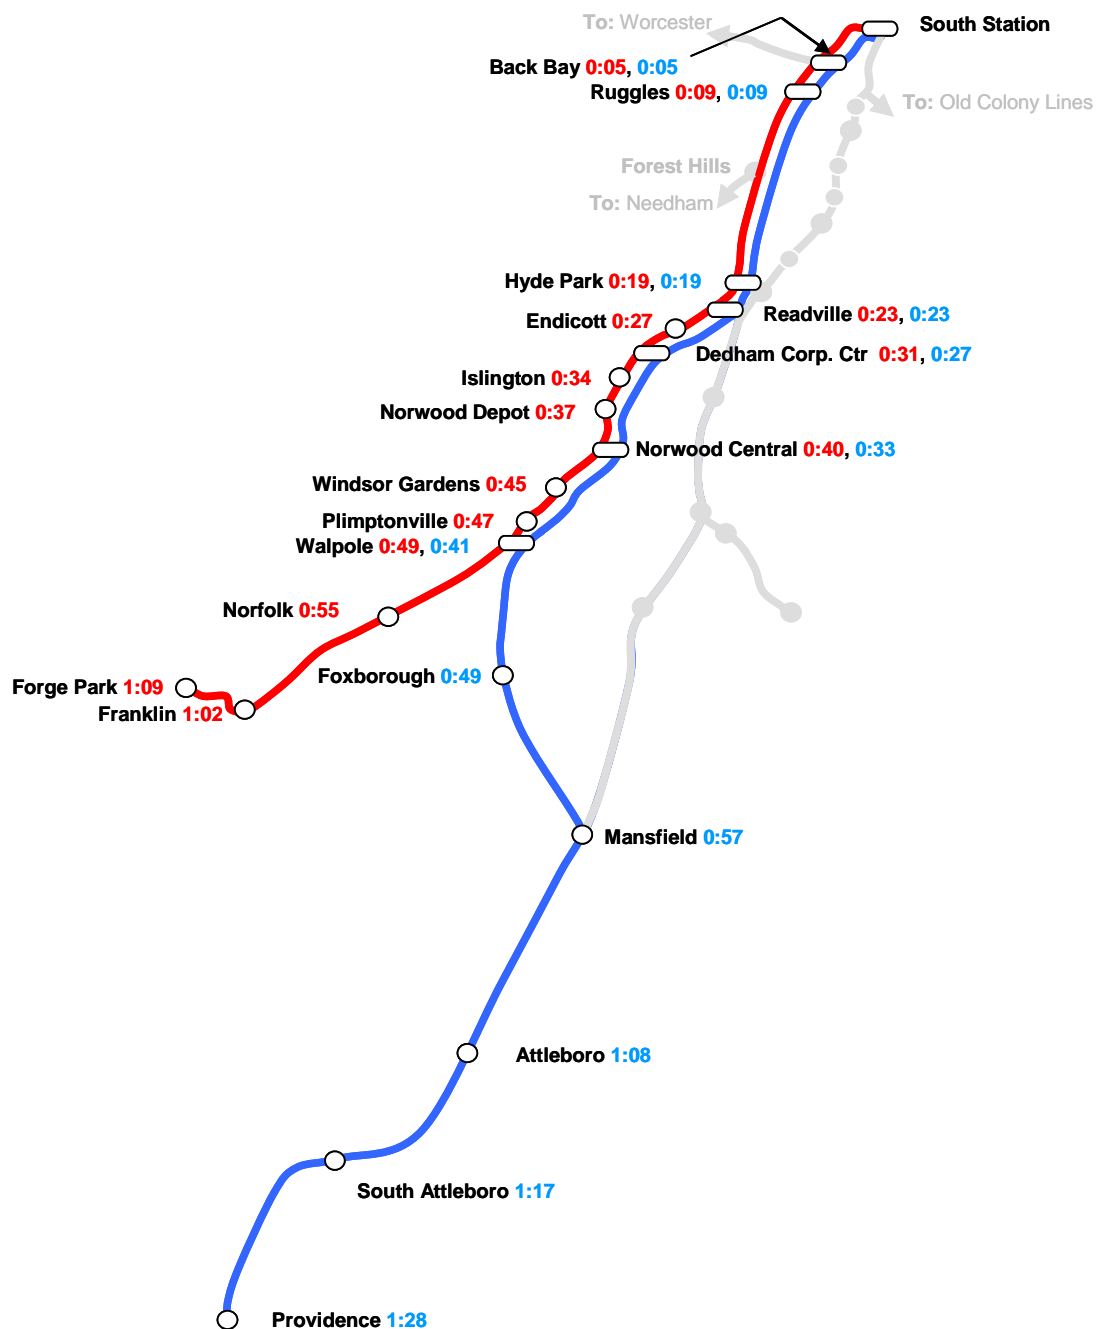 To: Worcester
South Station
Back Bay 0:05, 0:05
Ruggles 0:09, 0:09
To: Old Colony Lines
Forest Hills
To: Needham
Hyde Park 0:19, 0:19
Readville 0:23, 0:23
Endicott 0:27
Dedham Corp. Ctr 0:31, 0:27
Islington 0:34
Norwood Depot 0:37
Norwood Central 0:40, 0:33
Windsor Gardens 0:45
Plimptonville 0:47
Walpole 0:49, 0:41
Norfolk 0:55
Foxborough 0:49
Forge Park 1:09
Franklin 1:02
Mansfield 0:57
Attleboro 1:08
South Attleboro 1:17
Providence 1:28